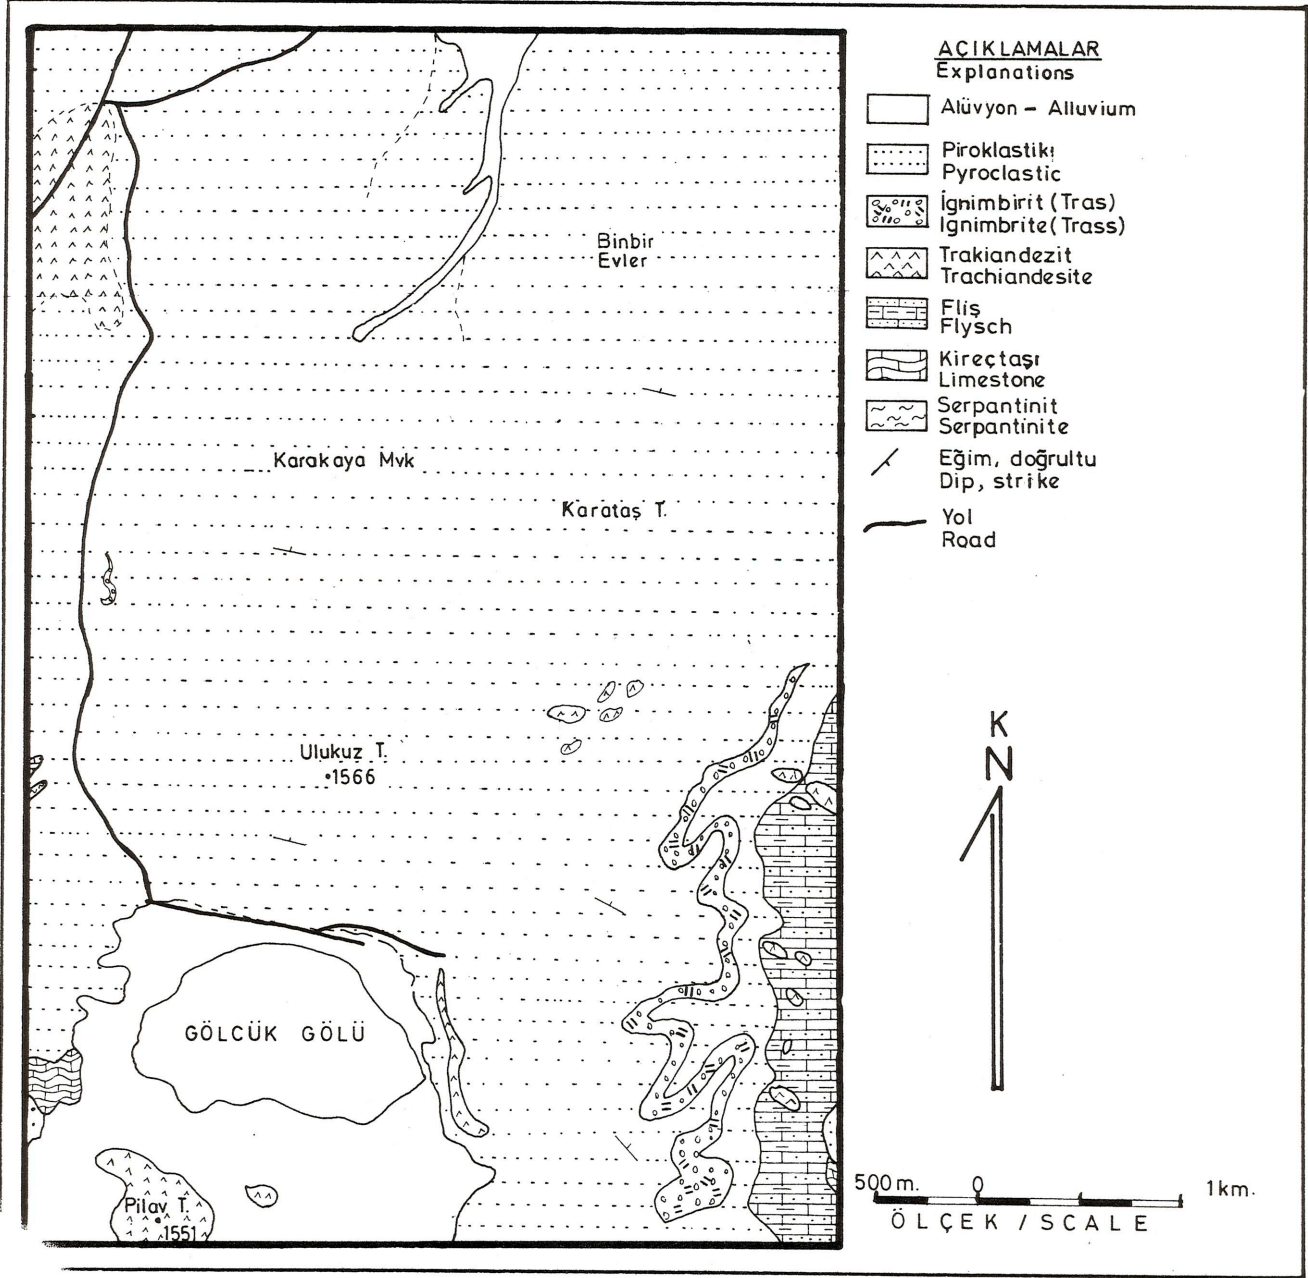 AÇIKLAMALAR
Explanations
Alüvyon - Alluvium
Piroklastik
Pyroclastic
İgnimbirit (Tras)
Ignimbrite (Trass)
Trakiandezit
Trachiandesite
Fliş
Flysch
Kireçtaşı
Limestone
Serpantinit
Serpantinite
Eğim, doğrultu
Dip, strike
Yol
Road
Binbir
Evler
Karakaya Mvk
Karataş T.
Ulukuz T.
•1566
GÖLCÜK GÖLÜ
Pilav T.
•1551
K
N
500 m. 0 1km.
ÖLÇEK / SCALE